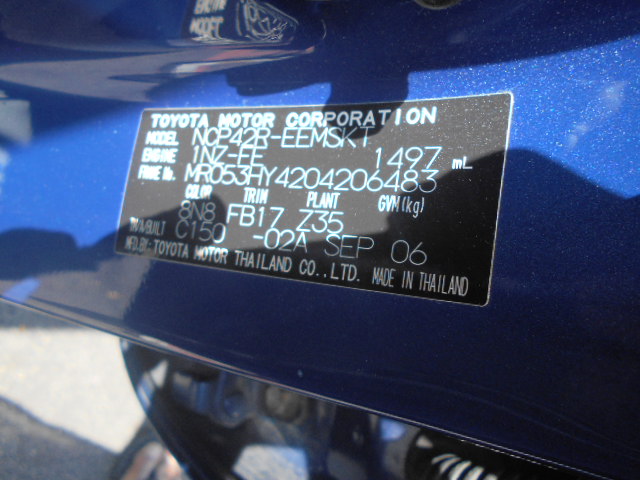 TOYOTA MOTOR CORPORATION
MODEL NCP42R-EEMSKT
ENGINE 1NZ-FE 1497 mL
FRAME No. MR053HY4204206483
COLOR TRIM PLANT GVM(kg)
8N8 FB17 Z35
T/A/BUILT C150 -02A SEP 06
MFD.BY-TOYOTA MOTOR THAILAND CO.,LTD. MADE IN THAILAND